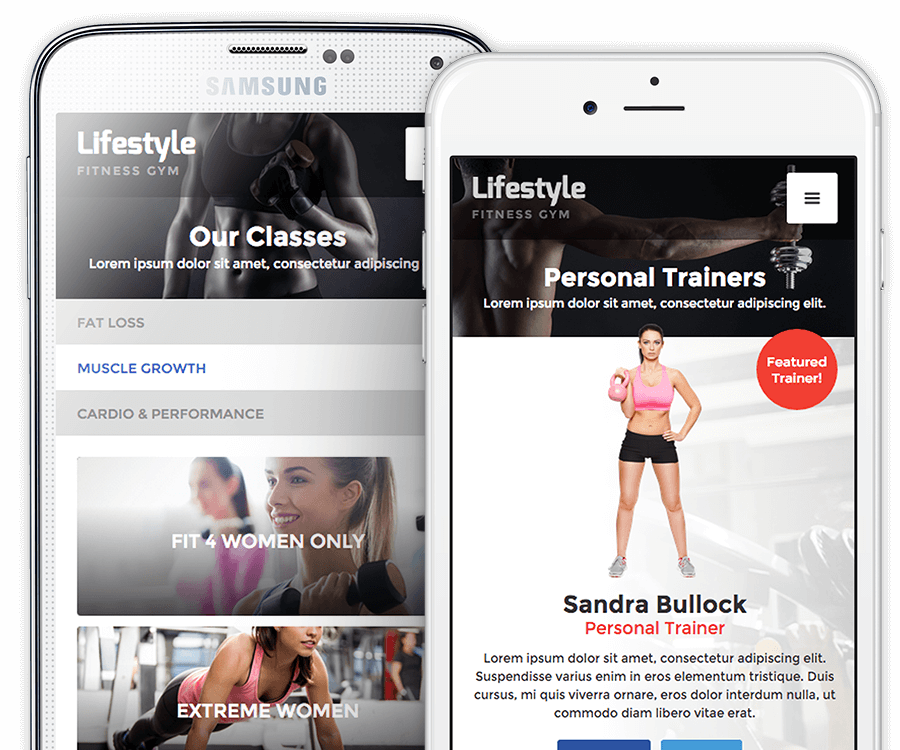 SAMSUNG
Lifestyle
FITNESS GYM
Our Classes
Lorem ipsum dolor sit amet, consectetur adipiscing
FAT LOSS
MUSCLE GROWTH
CARDIO & PERFORMANCE
FIT 4 WOMEN ONLY
EXTREME WOMEN
Lifestyle
FITNESS GYM
Personal Trainers
Lorem ipsum dolor sit amet, consectetur adipiscing elit.
Featured
Trainer!
Sandra Bullock
Personal Trainer
Lorem ipsum dolor sit amet, consectetur adipiscing elit.
Suspendisse varius enim in eros elementum tristique. Duis
cursus, mi quis viverra ornare, eros dolor interdum nulla, ut
commodo diam libero vitae erat.